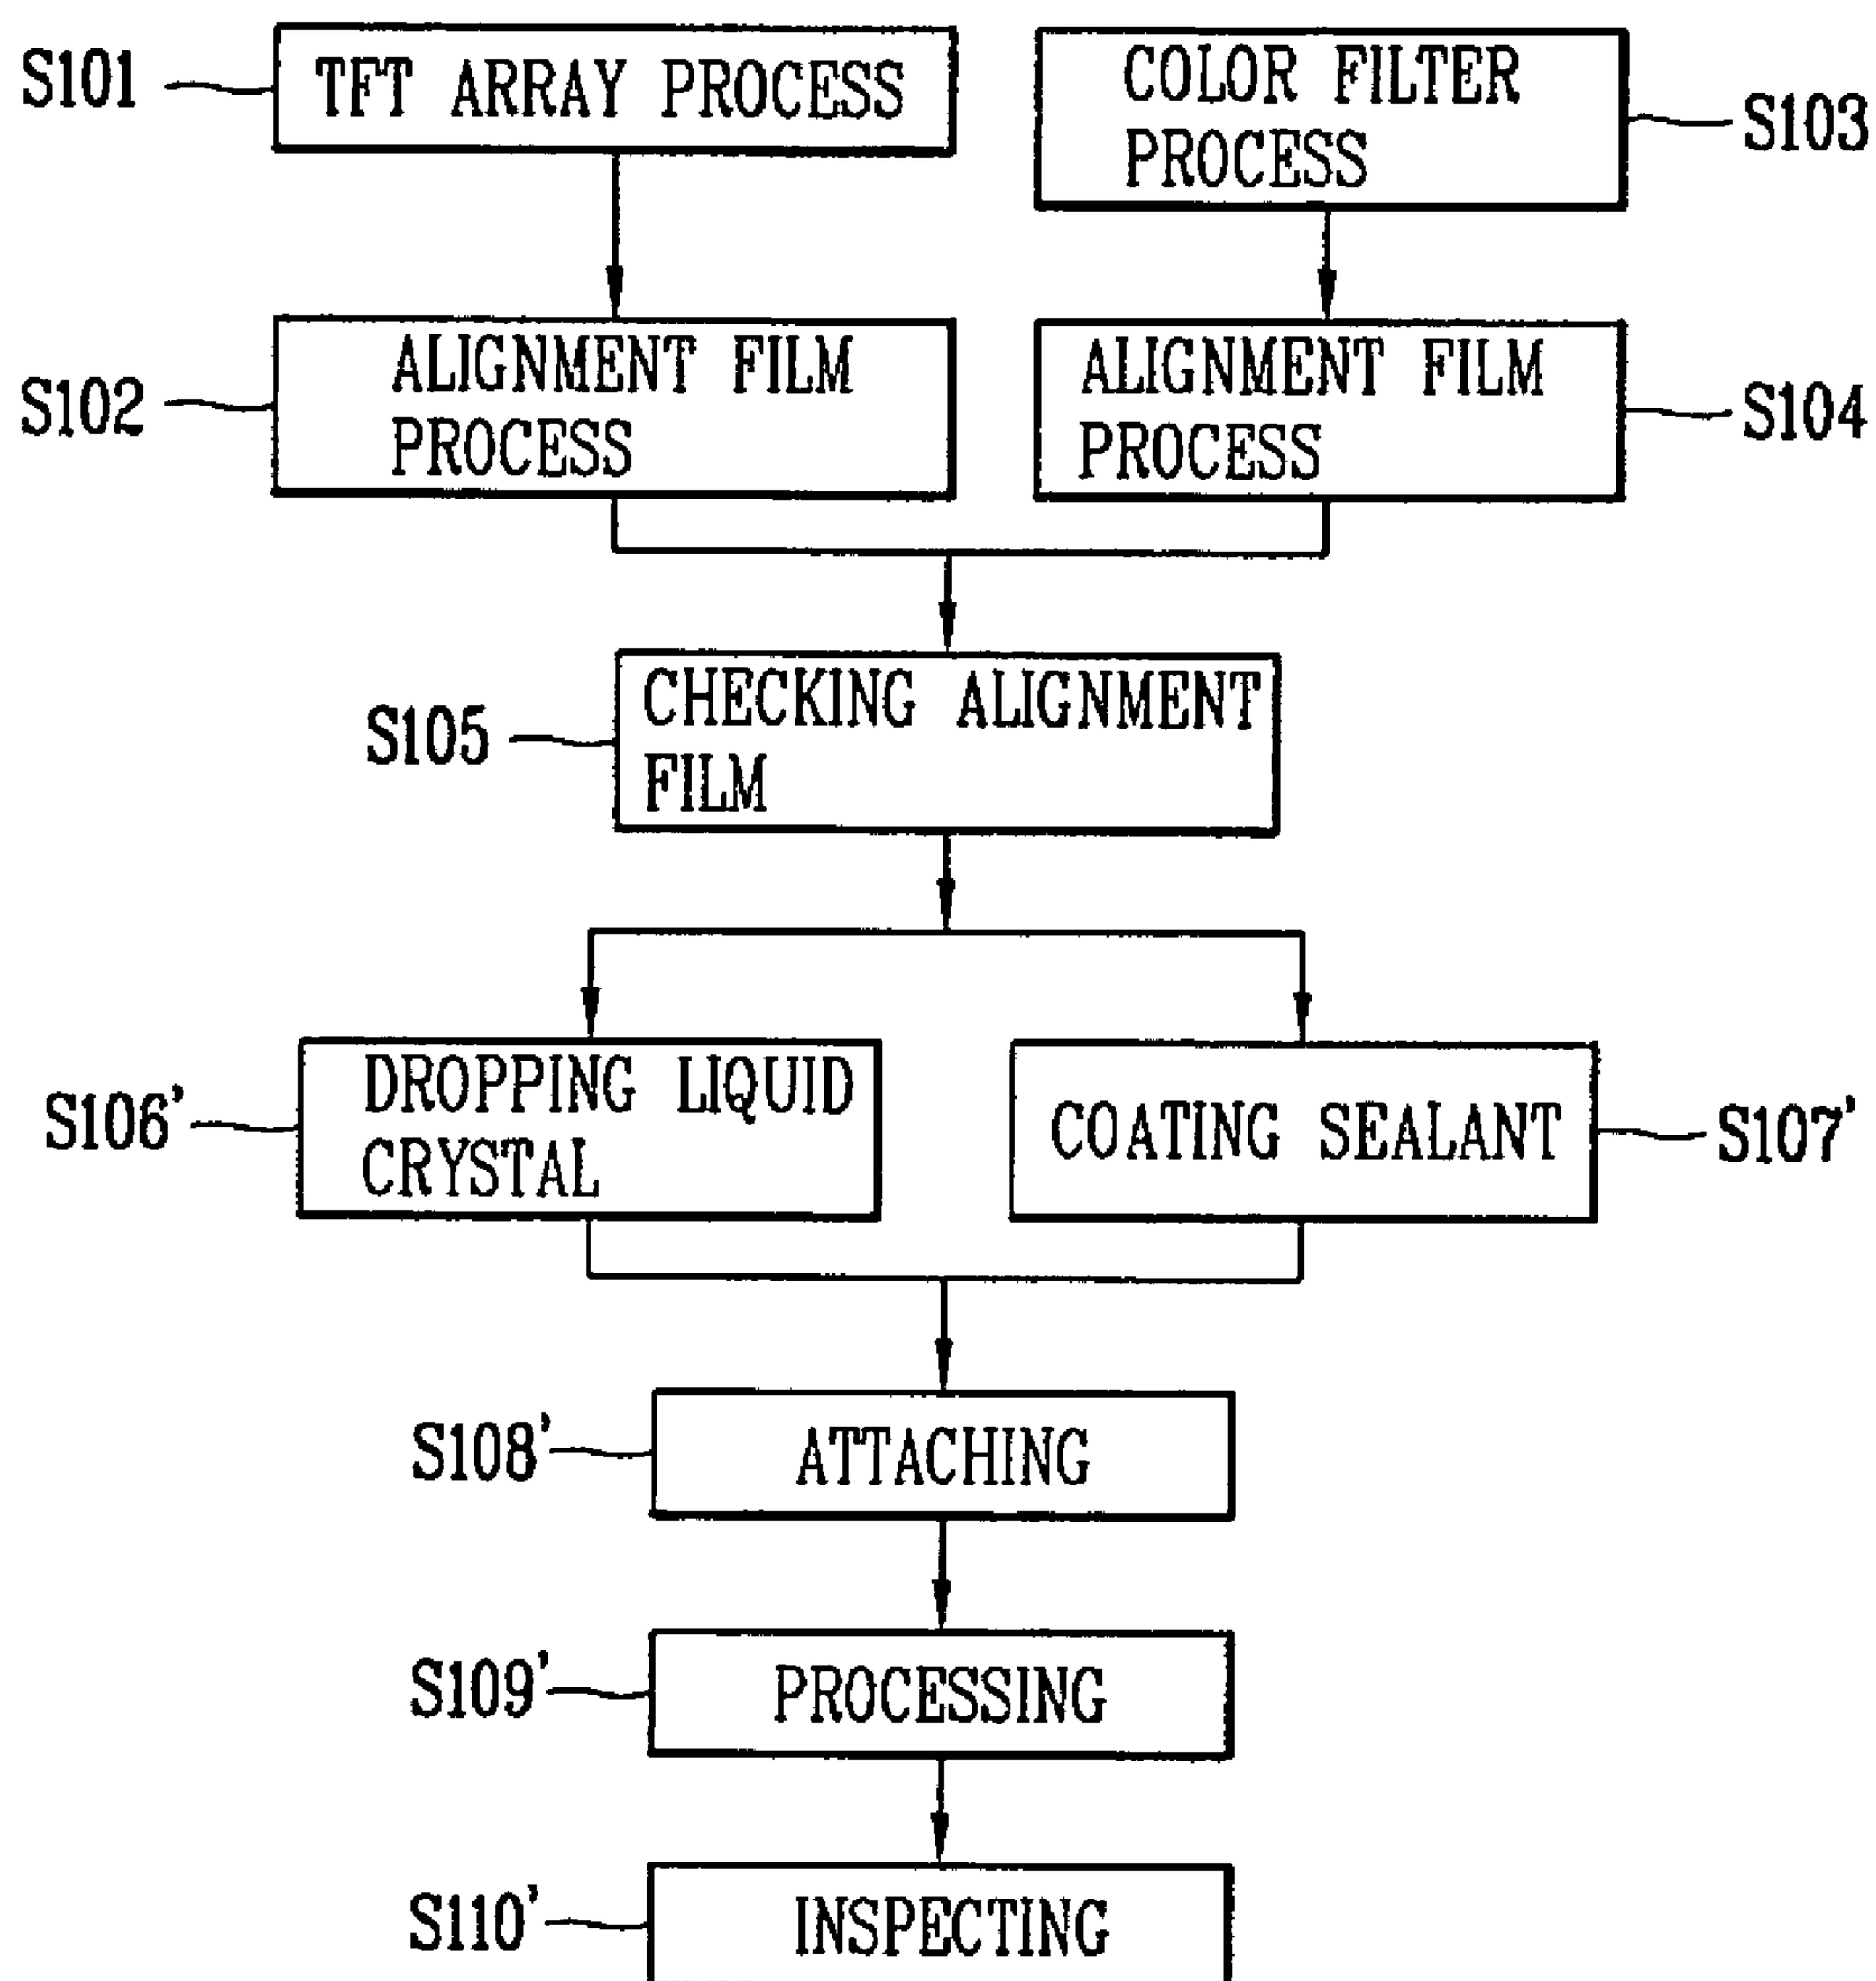 S101
TFT ARRAY PROCESS
COLOR FILTER
PROCESS
S103
S102
ALIGNMENT FILM
PROCESS
ALIGNMENT FILM
PROCESS
S104
S105
CHECKING ALIGNMENT
FILM
S106'
DROPPING LIQUID
CRYSTAL
COATING SEALANT
S107'
S108'
ATTACHING
S109'
PROCESSING
S110'
INSPECTING